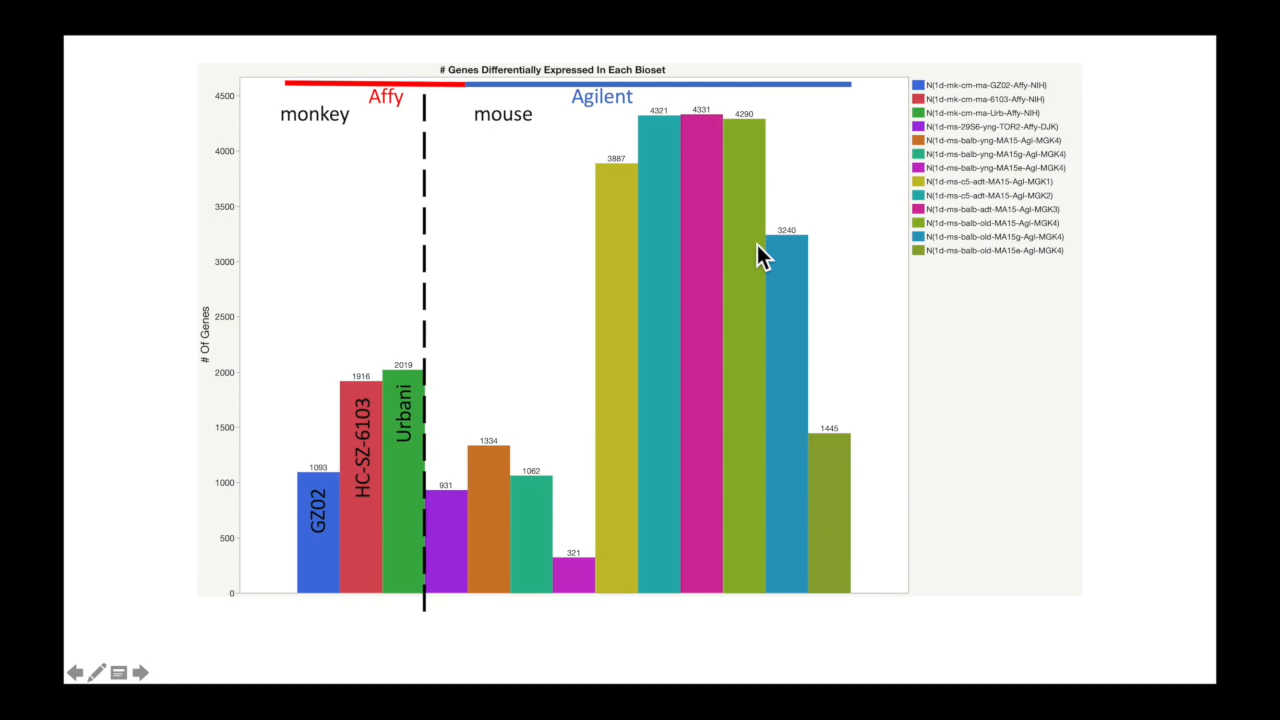 # Genes Differentially Expressed In Each Bioset
Affy
Agilent
monkey
mouse
# Of Genes
4500
4000
3500
3000
2500
2000
1500
1000
500
0
1093
1916
2019
931
1334
1062
321
3887
4321
4331
4290
3240
1445
GZ02
HC-SZ-6103
Urbani
N(1d-mk-cm-ma-GZ02-Affy-NIH)
N(1d-mk-cm-ma-6103-Affy-NIH)
N(1d-mk-cm-ma-Urb-Affy-NIH)
N(1d-ms-29S6-yng-TOR2-Affy-DJK)
N(1d-ms-balb-yng-MA15-Agl-MGK4)
N(1d-ms-balb-yng-MA15g-Agl-MGK4)
N(1d-ms-balb-yng-MA15e-Agl-MGK4)
N(1d-ms-c5-adt-MA15-Agl-MGK1)
N(1d-ms-c5-adt-MA15-Agl-MGK2)
N(1d-ms-balb-adt-MA15-Agl-MGK3)
N(1d-ms-balb-old-MA15-Agl-MGK4)
N(1d-ms-balb-old-MA15g-Agl-MGK4)
N(1d-ms-balb-old-MA15e-Agl-MGK4)